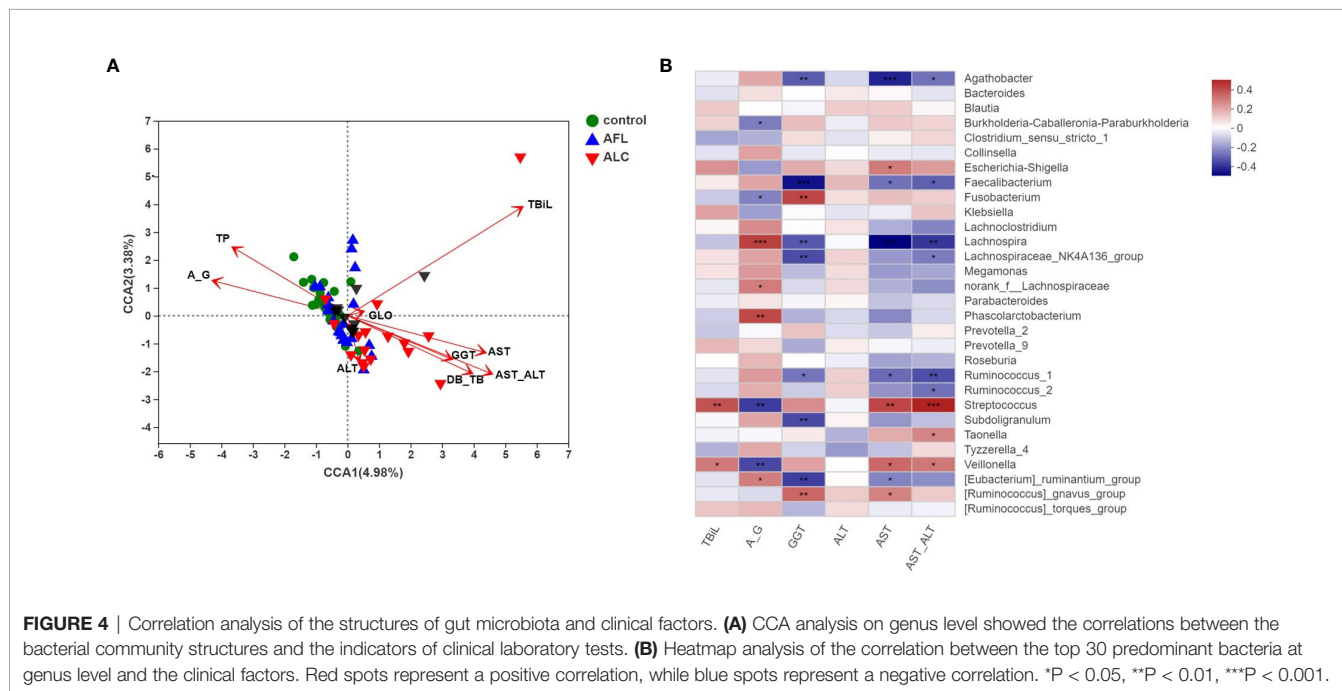 A
7
6
5
4
3
2
1
0
-1
-2
-3
-4
-7 -6 -5 -4 -3 -2 -1 0 1 2 3 4 5 6 7
CCA2(3.38%)
CCA1(4.98%)
TBiL
TP
A_G
GLO
ALT
GGT
AST
DB_TB
AST_ALT
control
AFL
ALC
B
** *** * Agathobacter
Bacteroides
Blautia
* Burkholderia-Caballeronia-Paraburkholderia
Clostridium_sensu_stricto_1
Collinsella
* Escherichia-Shigella
*** * * Faecalibacterium
* ** Fusobacterium
Klebsiella
Lachnoclostridium
*** ** ** Lachnospira
** * Lachnospiraceae_NK4A136_group
Megamonas
* norank_f__Lachnospiraceae
Parabacteroides
** Phascolarctobacterium
Prevotella_2
Prevotella_9
Roseburia
* * ** Ruminococcus_1
* Ruminococcus_2
** ** ** *** Streptococcus
** Subdoligranulum
* Taonella
Tyzzerella_4
* ** * * Veillonella
* ** * [Eubacterium]_ruminantium_group
** * [Ruminococcus]_gnavus_group
[Ruminococcus]_torques_group
TBiL A_G GGT ALT AST AST_ALT
0.4
0.2
0
-0.2
-0.4
FIGURE 4 | Correlation analysis of the structures of gut microbiota and clinical factors. (A) CCA analysis on genus level showed the correlations between the
bacterial community structures and the indicators of clinical laboratory tests. (B) Heatmap analysis of the correlation between the top 30 predominant bacteria at
genus level and the clinical factors. Red spots represent a positive correlation, while blue spots represent a negative correlation. *P < 0.05, **P < 0.01, ***P < 0.001.